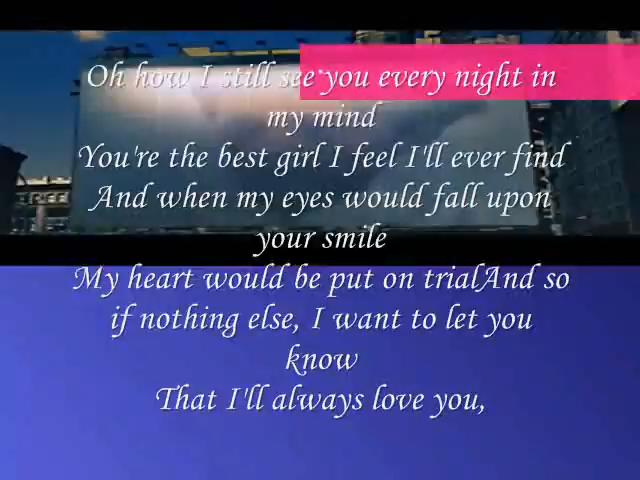 Oh how I still see you every night in
my mind
You're the best girl I feel I'll ever find
And when my eyes would fall upon
your smile
My heart would be put on trialAnd so
if nothing else, I want to let you
know
That I'll always love you,